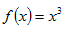 f(x) = x³